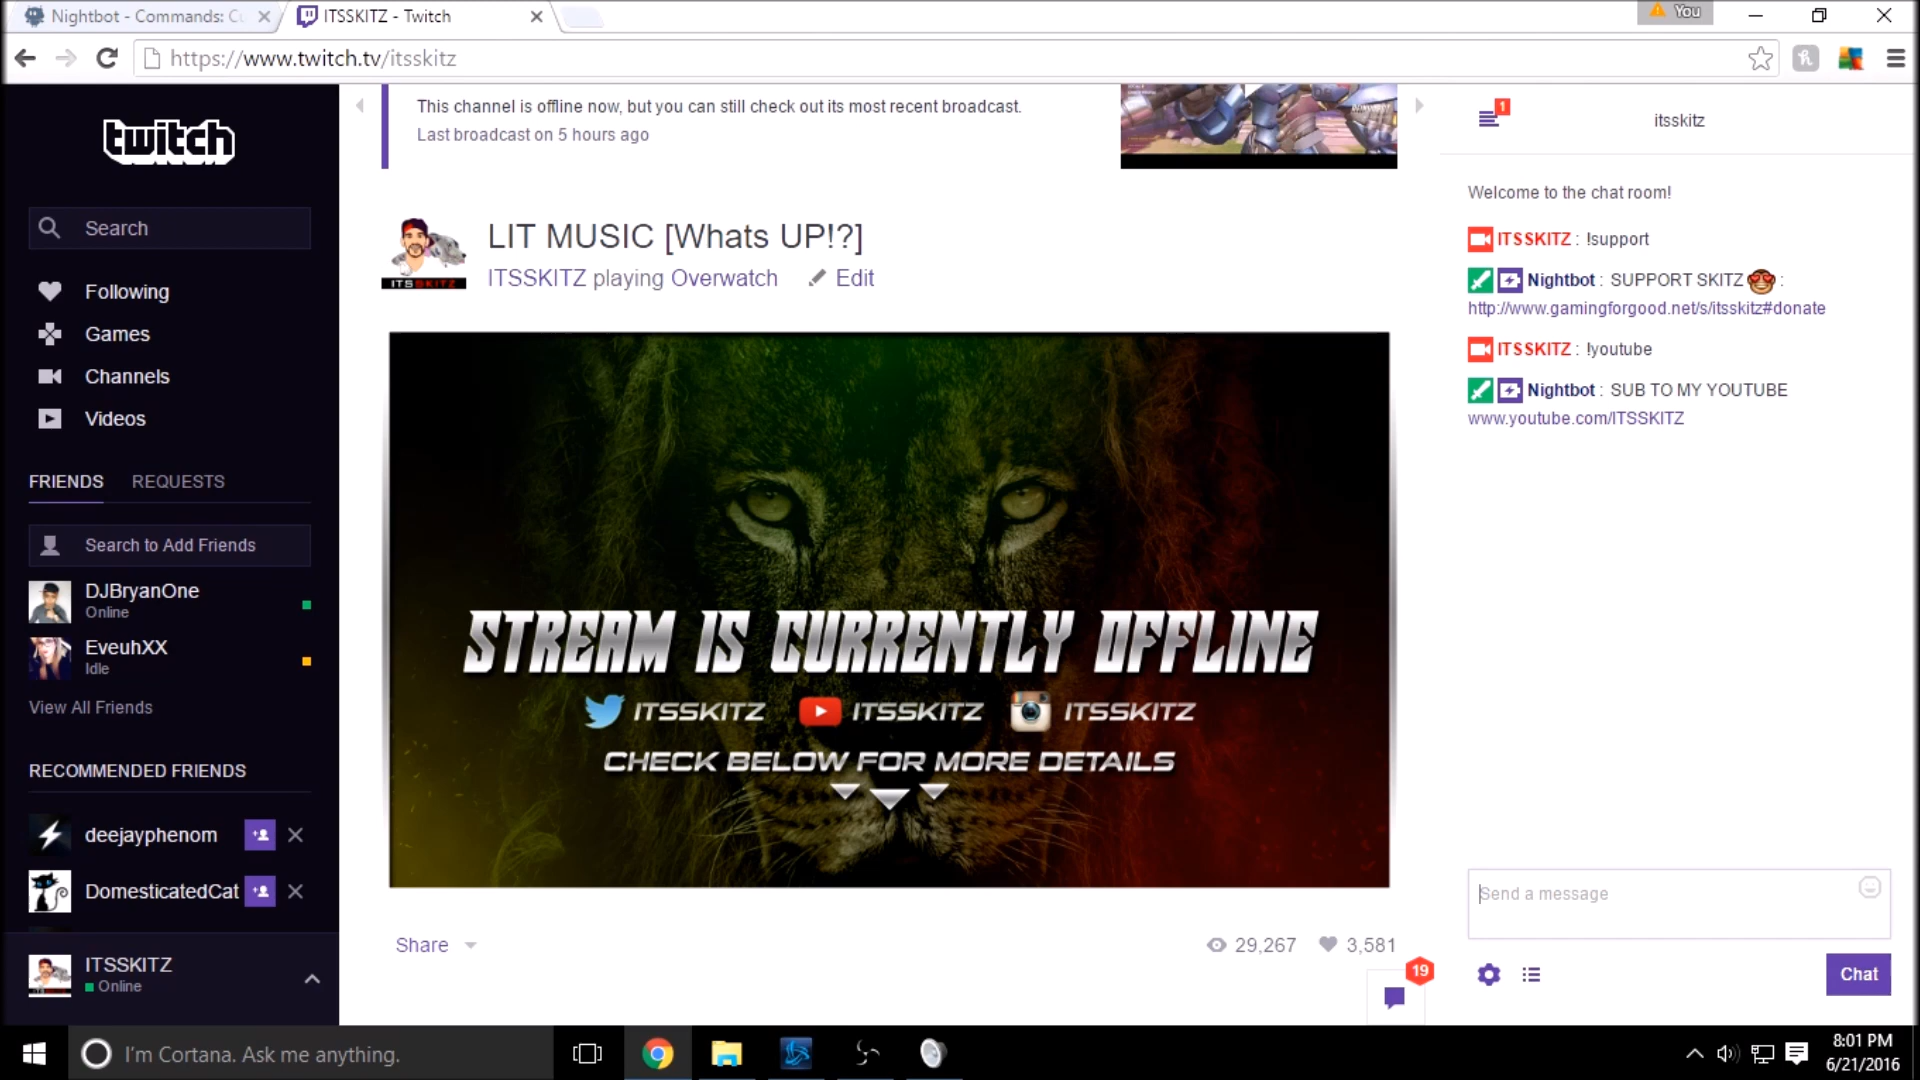 Nightbot - Commands: Cu
ITSSKITZ - Twitch
You
https://www.twitch.tv/itsskitz
twitch
Search
Following
Games
Channels
Videos
FRIENDS REQUESTS
Search to Add Friends
DJBryanOne
Online
EveuhXX
Idle
View All Friends
RECOMMENDED FRIENDS
deejayphenom
DomesticatedCat
ITSSKITZ
Online
This channel is offline now, but you can still check out its most recent broadcast.
Last broadcast on 5 hours ago
ITSSKITZ
LIT MUSIC [Whats UP!?]
ITSSKITZ playing Overwatch Edit
STREAM IS CURRENTLY OFFLINE
ITSSKITZ ITSSKITZ ITSSKITZ
CHECK BELOW FOR MORE DETAILS
Share
29,267 3,581
19
1
itsskitz
Welcome to the chat room!
ITSSKITZ : !support
Nightbot : SUPPORT SKITZ :
http://www.gamingforgood.net/s/itsskitz#donate
ITSSKITZ : !youtube
Nightbot : SUB TO MY YOUTUBE
www.youtube.com/ITSSKITZ
Send a message
Chat
I'm Cortana. Ask me anything.
8:01 PM
6/21/2016